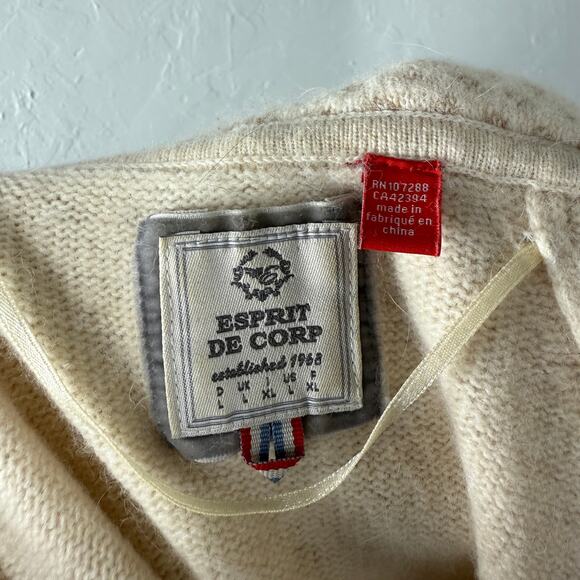 RN107288
CA42394
made in
fabriqué en
china
ESPRIT
DE CORP
established 1968
D UK I US F
L L XL L XL